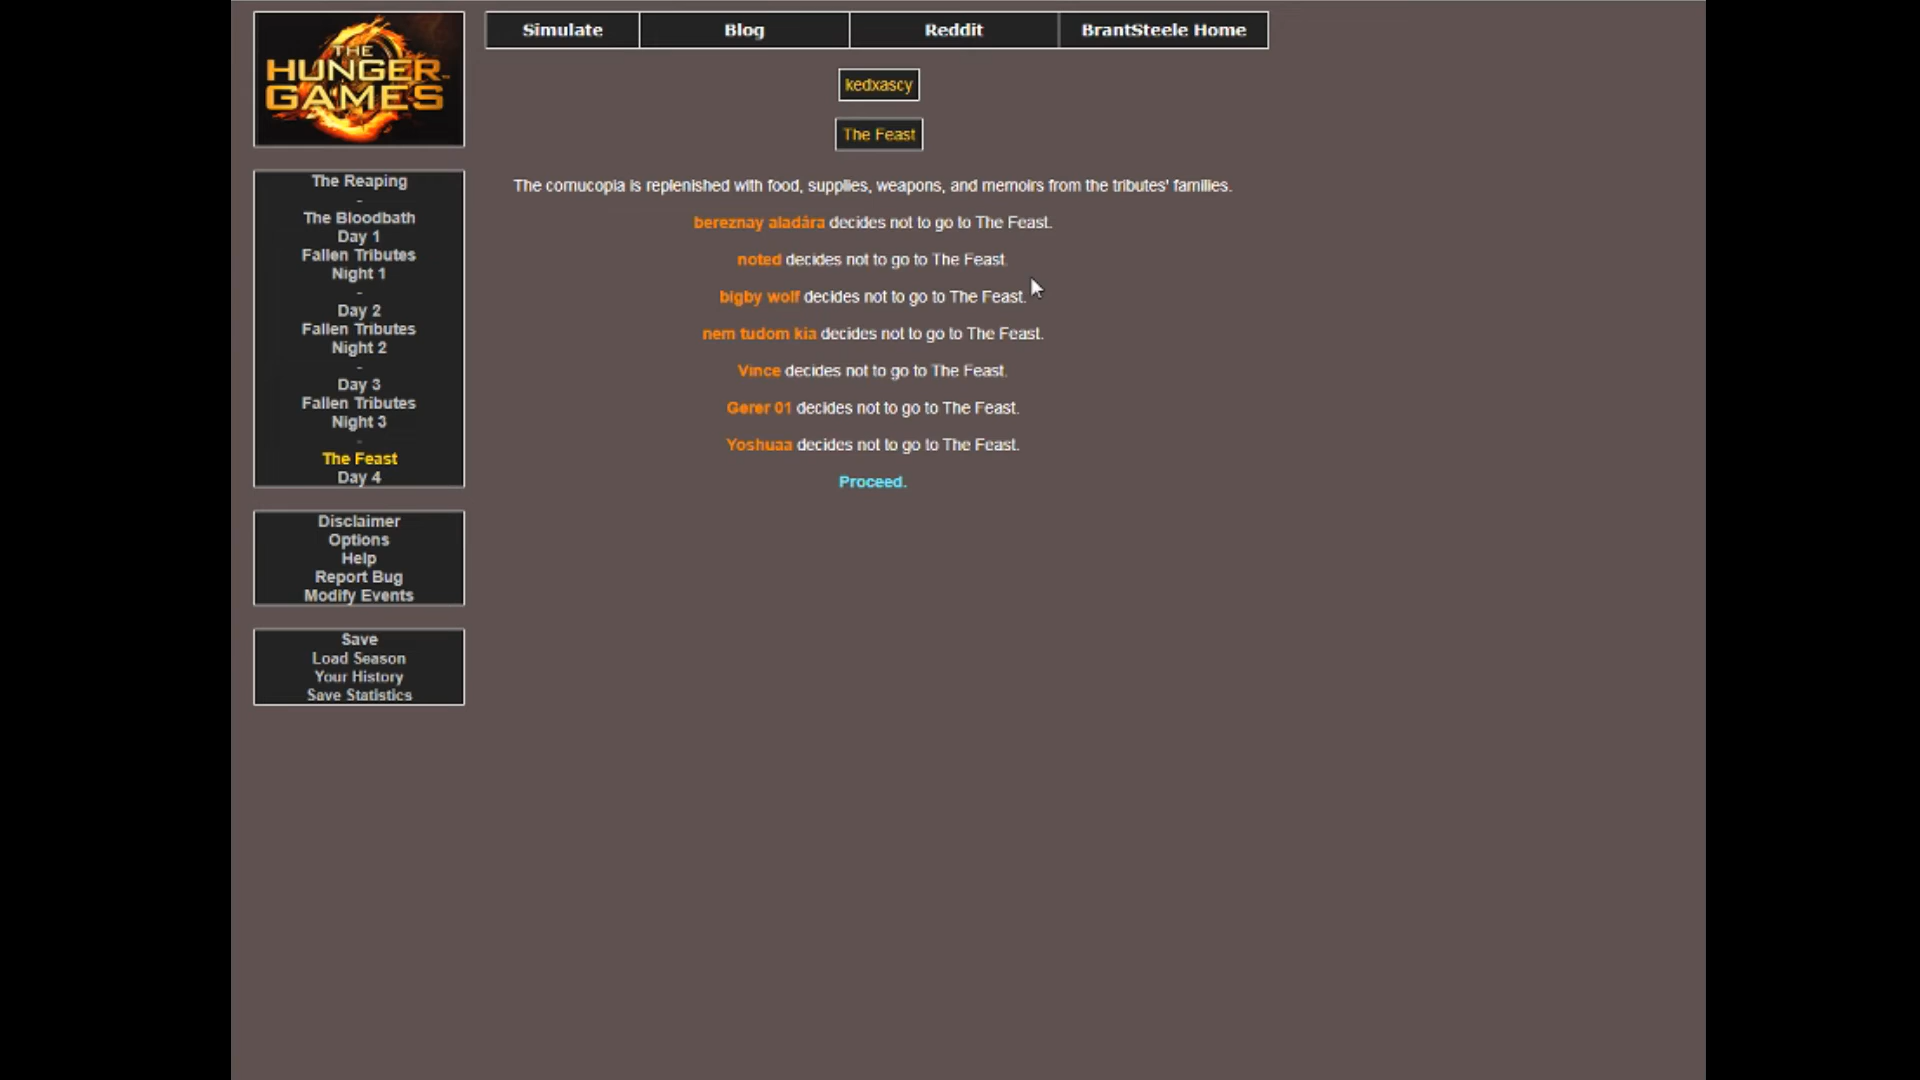 THE
HUNGER
GAMES
Simulate
Blog
Reddit
BrantSteele Home
kedxascy
The Feast
The Reaping
-
The Bloodbath
Day 1
Fallen Tributes
Night 1
-
Day 2
Fallen Tributes
Night 2
-
Day 3
Fallen Tributes
Night 3
-
The Feast
Day 4
Disclaimer
Options
Help
Report Bug
Modify Events
Save
Load Season
Your History
Save Statistics
The cornucopia is replenished with food, supplies, weapons, and memoirs from the tributes' families.
bereznay aladára decides not to go to The Feast.
noted decides not to go to The Feast.
bigby wolf decides not to go to The Feast.
nem tudom kia decides not to go to The Feast.
Vince decides not to go to The Feast.
Gerer 01 decides not to go to The Feast.
Yoshuaa decides not to go to The Feast.
Proceed.